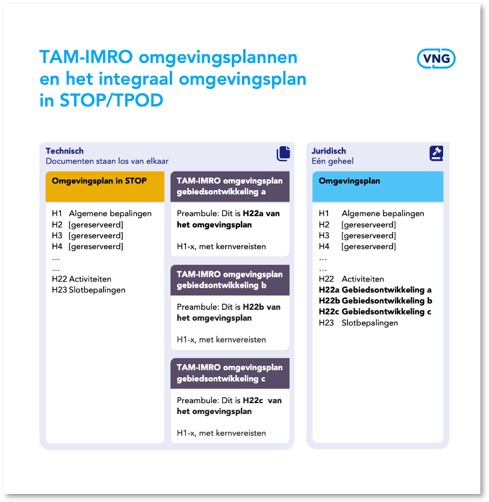 TAM-IMRO omgevingsplannen
en het integraal omgevingsplan
in STOP/TPOD
VNG
Technisch
Documenten staan los van elkaar
Omgevingsplan in STOP
H1 Algemene bepalingen
H2 [gereserveerd]
H3 [gereserveerd]
H4 [gereserveerd]
...
...
H22 Activiteiten
H23 Slotbepalingen
TAM-IMRO omgevingsplan
gebiedsontwikkeling a
Preambule: Dit is H22a van
het omgevingsplan
H1-x, met kernvereisten
TAM-IMRO omgevingsplan
gebiedsontwikkeling b
Preambule: Dit is H22b van
het omgevingsplan
H1-x, met kernvereisten
TAM-IMRO omgevingsplan
gebiedsontwikkeling c
Preambule: Dit is H22c van
het omgevingsplan
H1-x, met kernvereisten
Juridisch
Eén geheel
Omgevingsplan
H1 Algemene bepalingen
H2 [gereserveerd]
H3 [gereserveerd]
H4 [gereserveerd]
...
...
H22 Activiteiten
H22a Gebiedsontwikkeling a
H22b Gebiedsontwikkeling b
H22c Gebiedsontwikkeling c
H23 Slotbepalingen